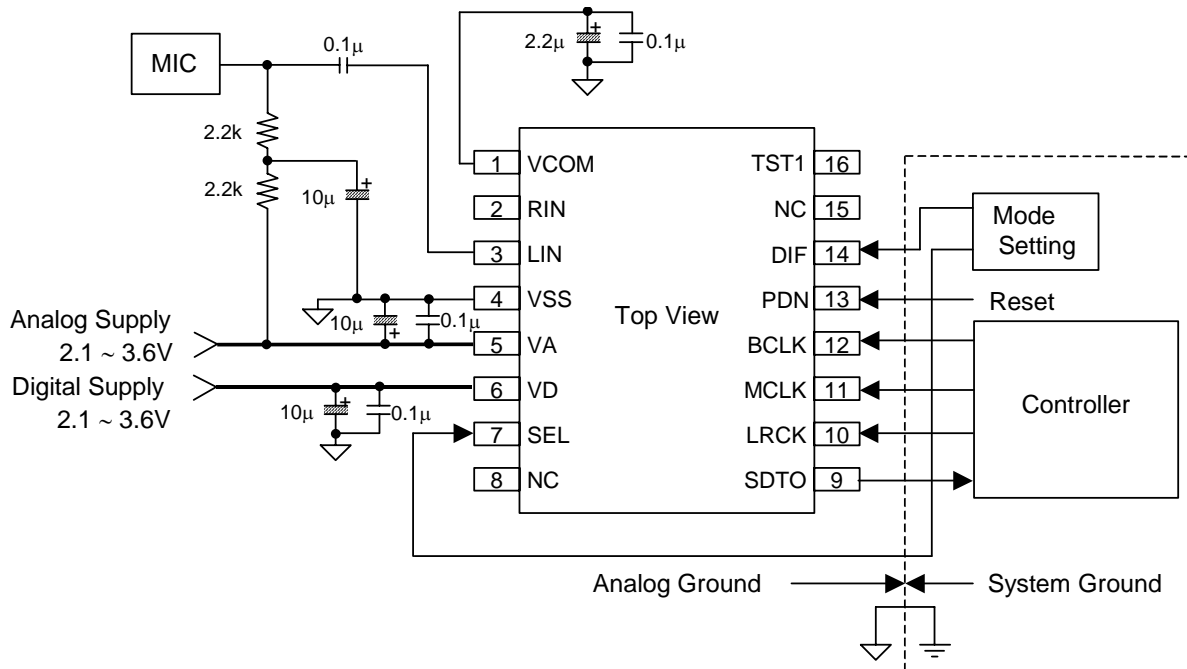 2.2μ
+
0.1μ
MIC
0.1μ
2.2k
2.2k
10μ
+
1
VCOM
2
RIN
3
LIN
4
VSS
5
VA
6
VD
7
SEL
8
NC
Top View
TST1
16
NC
15
DIF
14
PDN
13
BCLK
12
MCLK
11
LRCK
10
SDTO
9
10μ
+
0.1μ
Analog Supply
2.1 ~ 3.6V
Digital Supply
2.1 ~ 3.6V
10μ
+
0.1μ
Mode
Setting
Reset
Controller
Analog Ground
System Ground